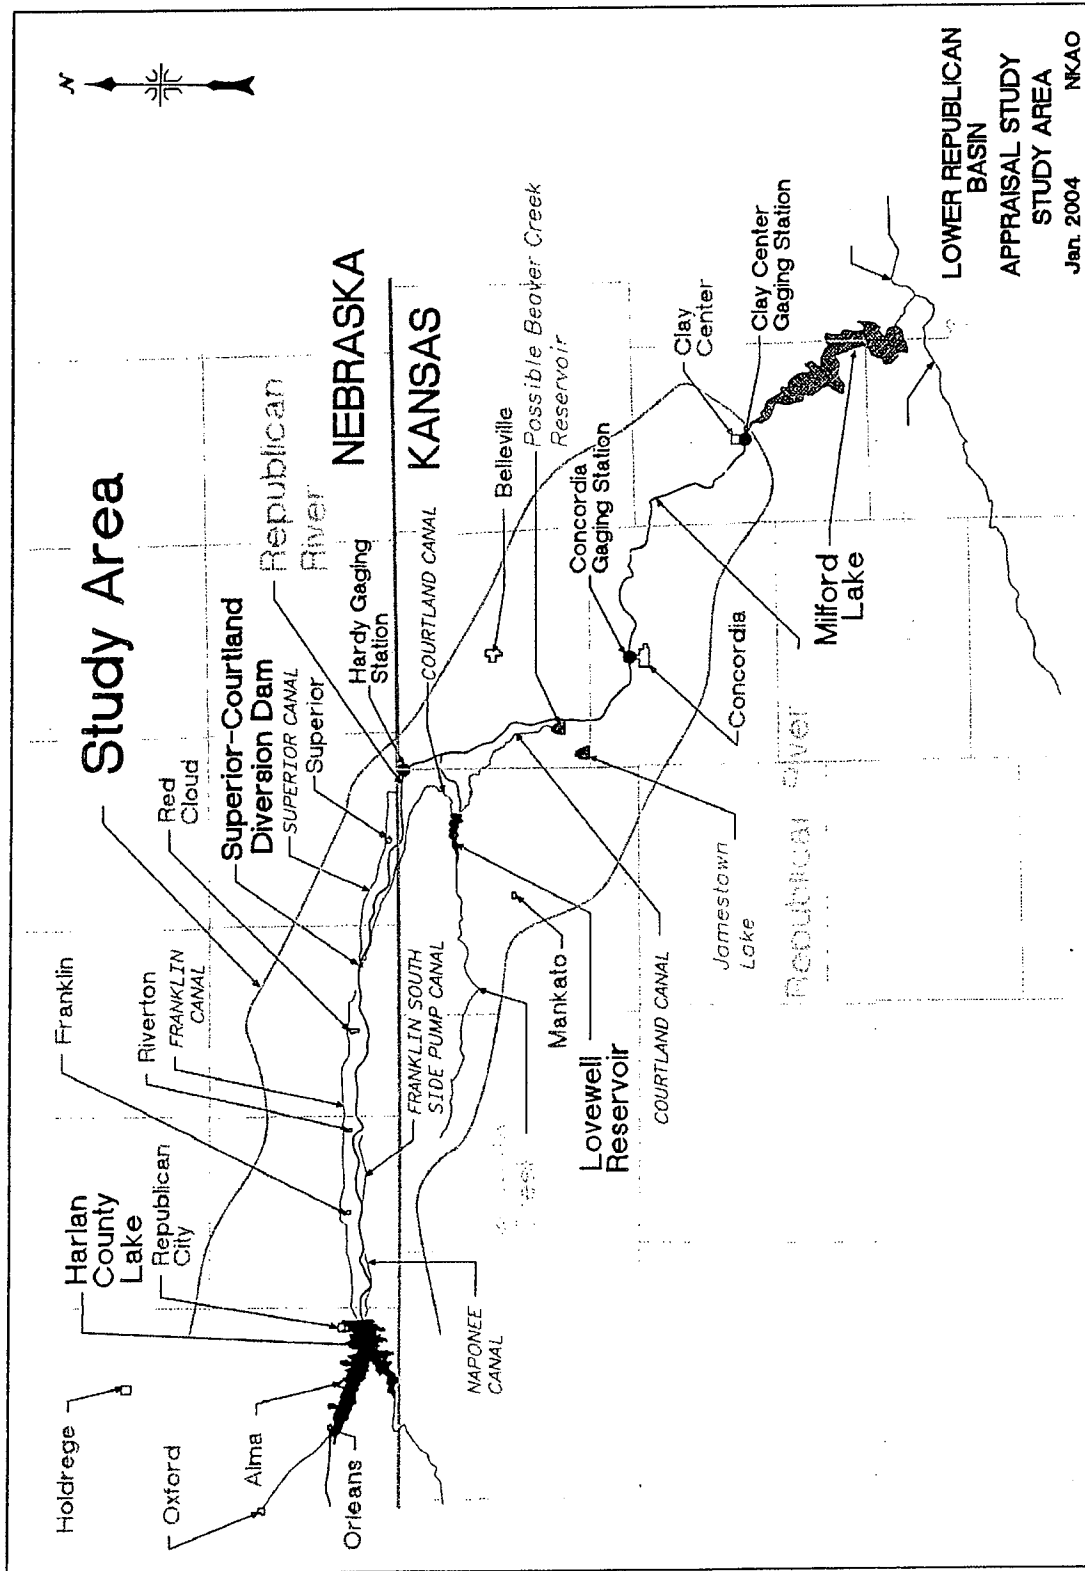 N
Study Area
Holdrege
Oxford
Alma
Orleans
Harlan
County
Lake
Republican
City
Franklin
Riverton
FRANKLIN
CANAL
Red
Cloud
Superior-Courtland
Diversion Dam
SUPERIOR CANAL
Superior
Republican
River
Hardy Gaging
Station
NEBRASKA
KANSAS
NAPONEE
CANAL
FRANKLIN SOUTH
SIDE PUMP CANAL
COURTLAND CANAL
Belleville
Possible Beaver Creek
Reservoir
Mankato
Lovewell
Reservoir
COURTLAND CANAL
Jamestown
Lake
Concordia
Gaging Station
Concordia
Clay
Center
Clay Center
Gaging Station
Milford
Lake
Republican River
LOWER REPUBLICAN
BASIN
APPRAISAL STUDY
STUDY AREA
Jan. 2004 NKAO